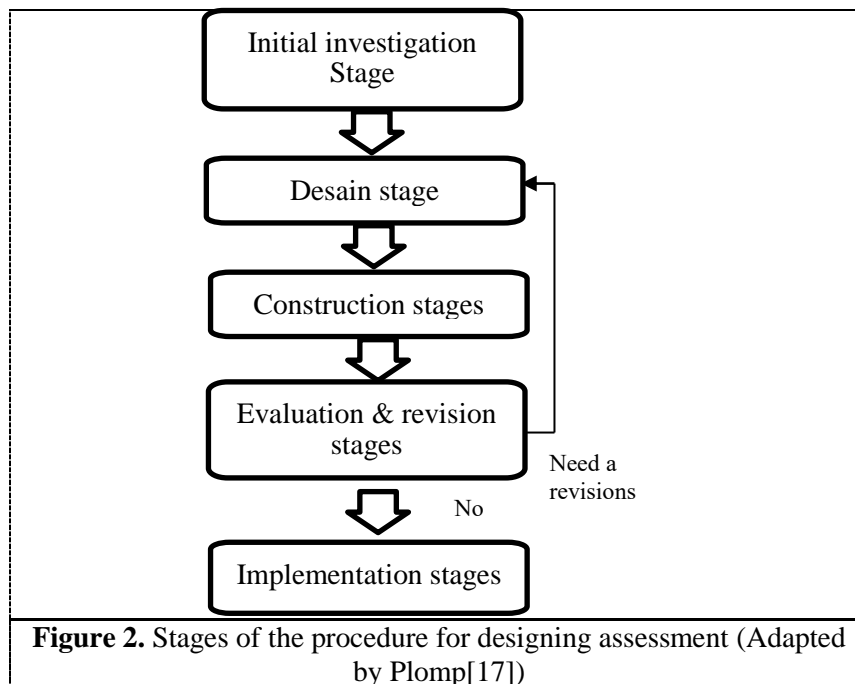 Initial investigation
Stage
Desain stage
Construction stages
Evaluation & revision
stages
Need a
revisions
No
Implementation stages
Figure 2. Stages of the procedure for designing assessment (Adapted
by Plomp[17])